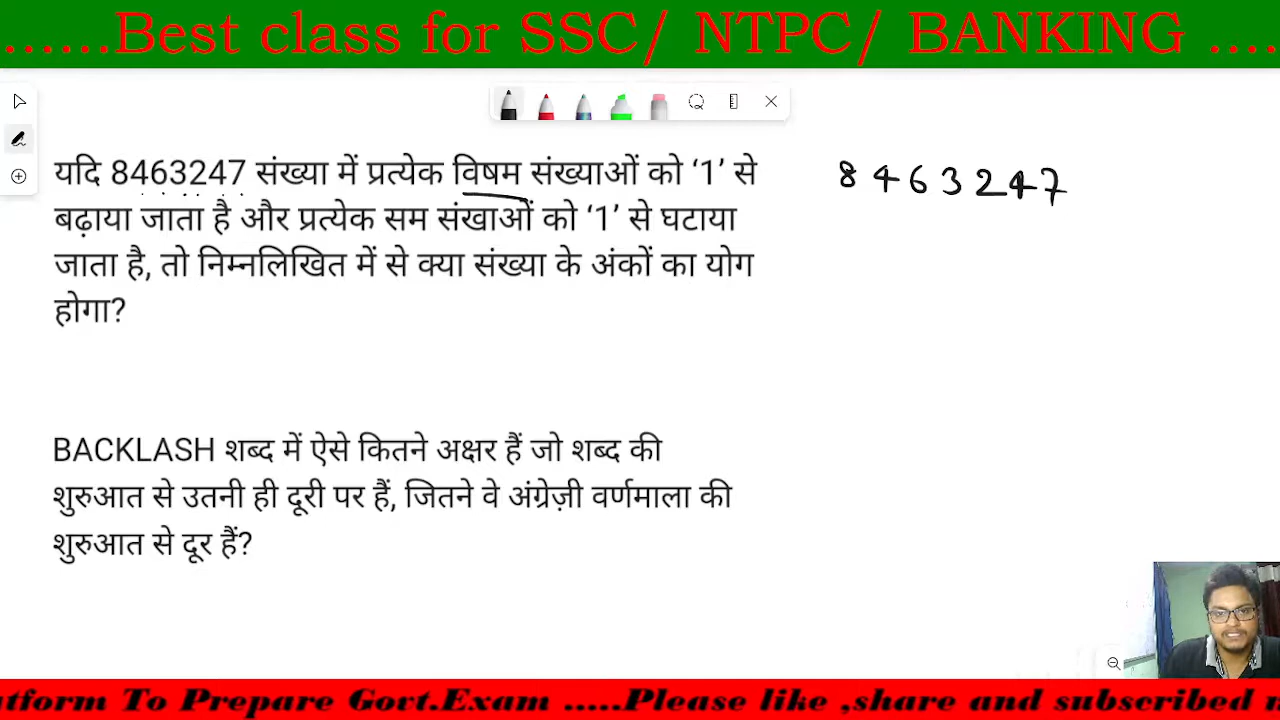 ......Best class for SSC/ NTPC/ BANKING ....
यदि 8463247 संख्या में प्रत्येक विषम संख्याओं को ‘1’ से
बढ़ाया जाता है और प्रत्येक सम संखाओं को ‘1’ से घटाया
जाता है, तो निम्नलिखित में से क्या संख्या के अंकों का योग
होगा?
8 4 6 3 2 4 7
BACKLASH शब्द में ऐसे कितने अक्षर हैं जो शब्द की
शुरुआत से उतनी ही दूरी पर हैं, जितने वे अंग्रेज़ी वर्णमाला की
शुरुआत से दूर हैं?
atform To Prepare Govt.Exam .....Please like ,share and subscribed